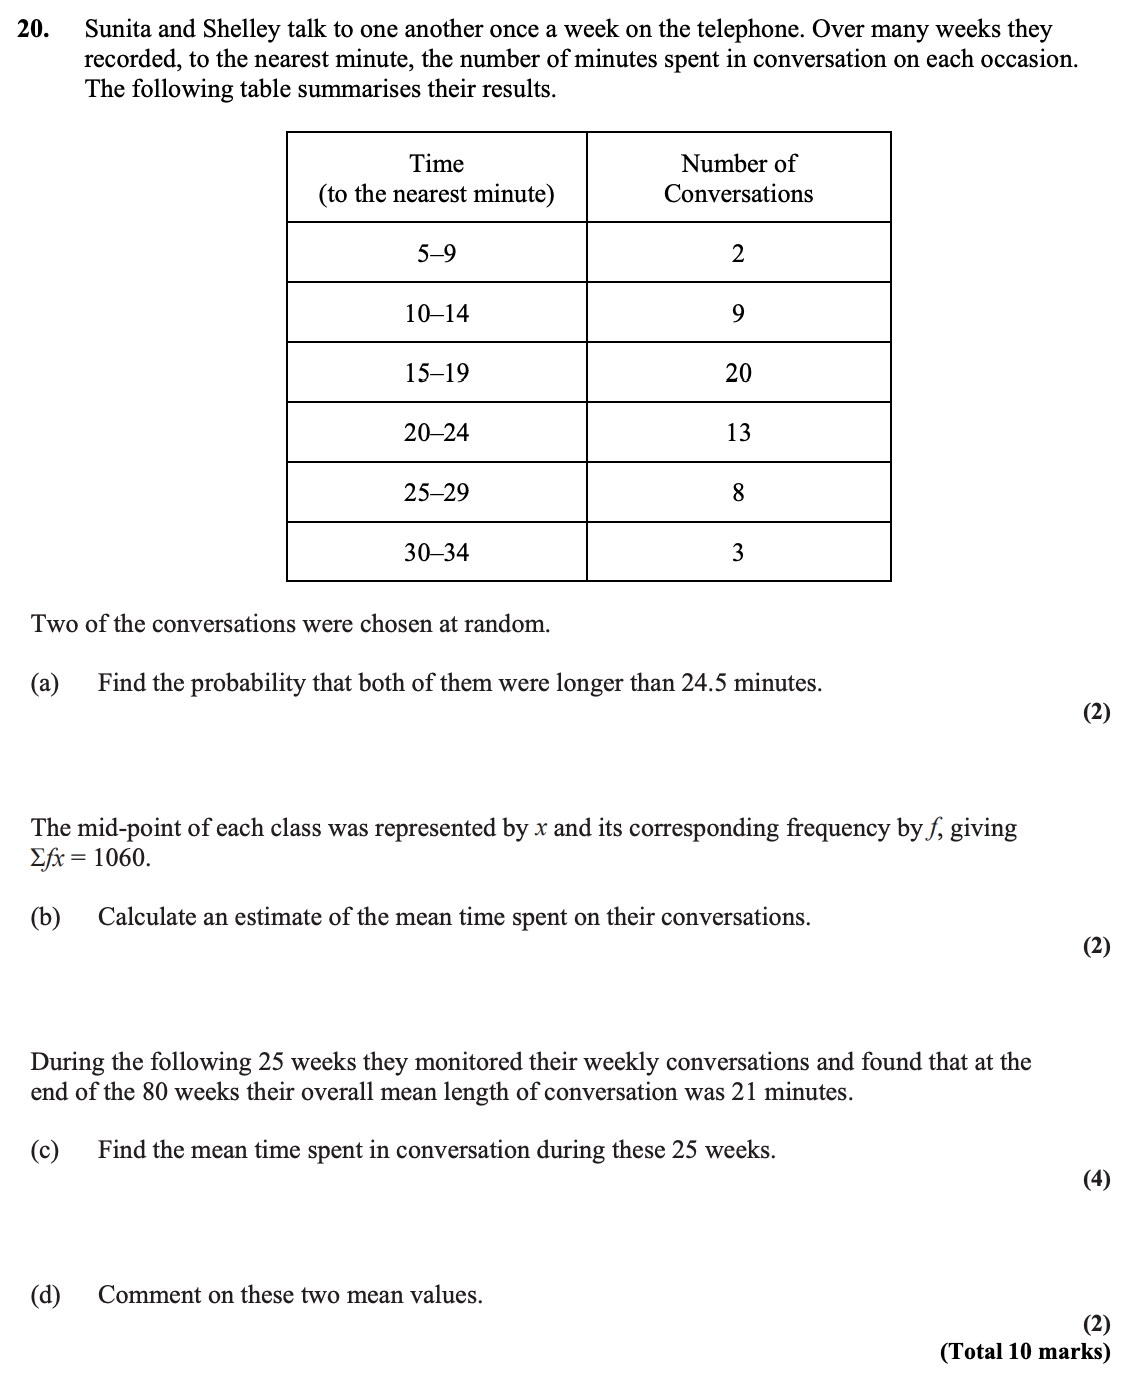 20. Sunita and Shelley talk to one another once a week on the telephone. Over many weeks they
recorded, to the nearest minute, the number of minutes spent in conversation on each occasion.
The following table summarises their results.
Time
(to the nearest minute)
Number of
Conversations
5–9 2
10–14 9
15–19 20
20–24 13
25–29 8
30–34 3
Two of the conversations were chosen at random.
(a) Find the probability that both of them were longer than 24.5 minutes.
(2)
The mid-point of each class was represented by x and its corresponding frequency by f, giving
Σfx = 1060.
(b) Calculate an estimate of the mean time spent on their conversations.
(2)
During the following 25 weeks they monitored their weekly conversations and found that at the
end of the 80 weeks their overall mean length of conversation was 21 minutes.
(c) Find the mean time spent in conversation during these 25 weeks.
(4)
(d) Comment on these two mean values.
(2)
(Total 10 marks)